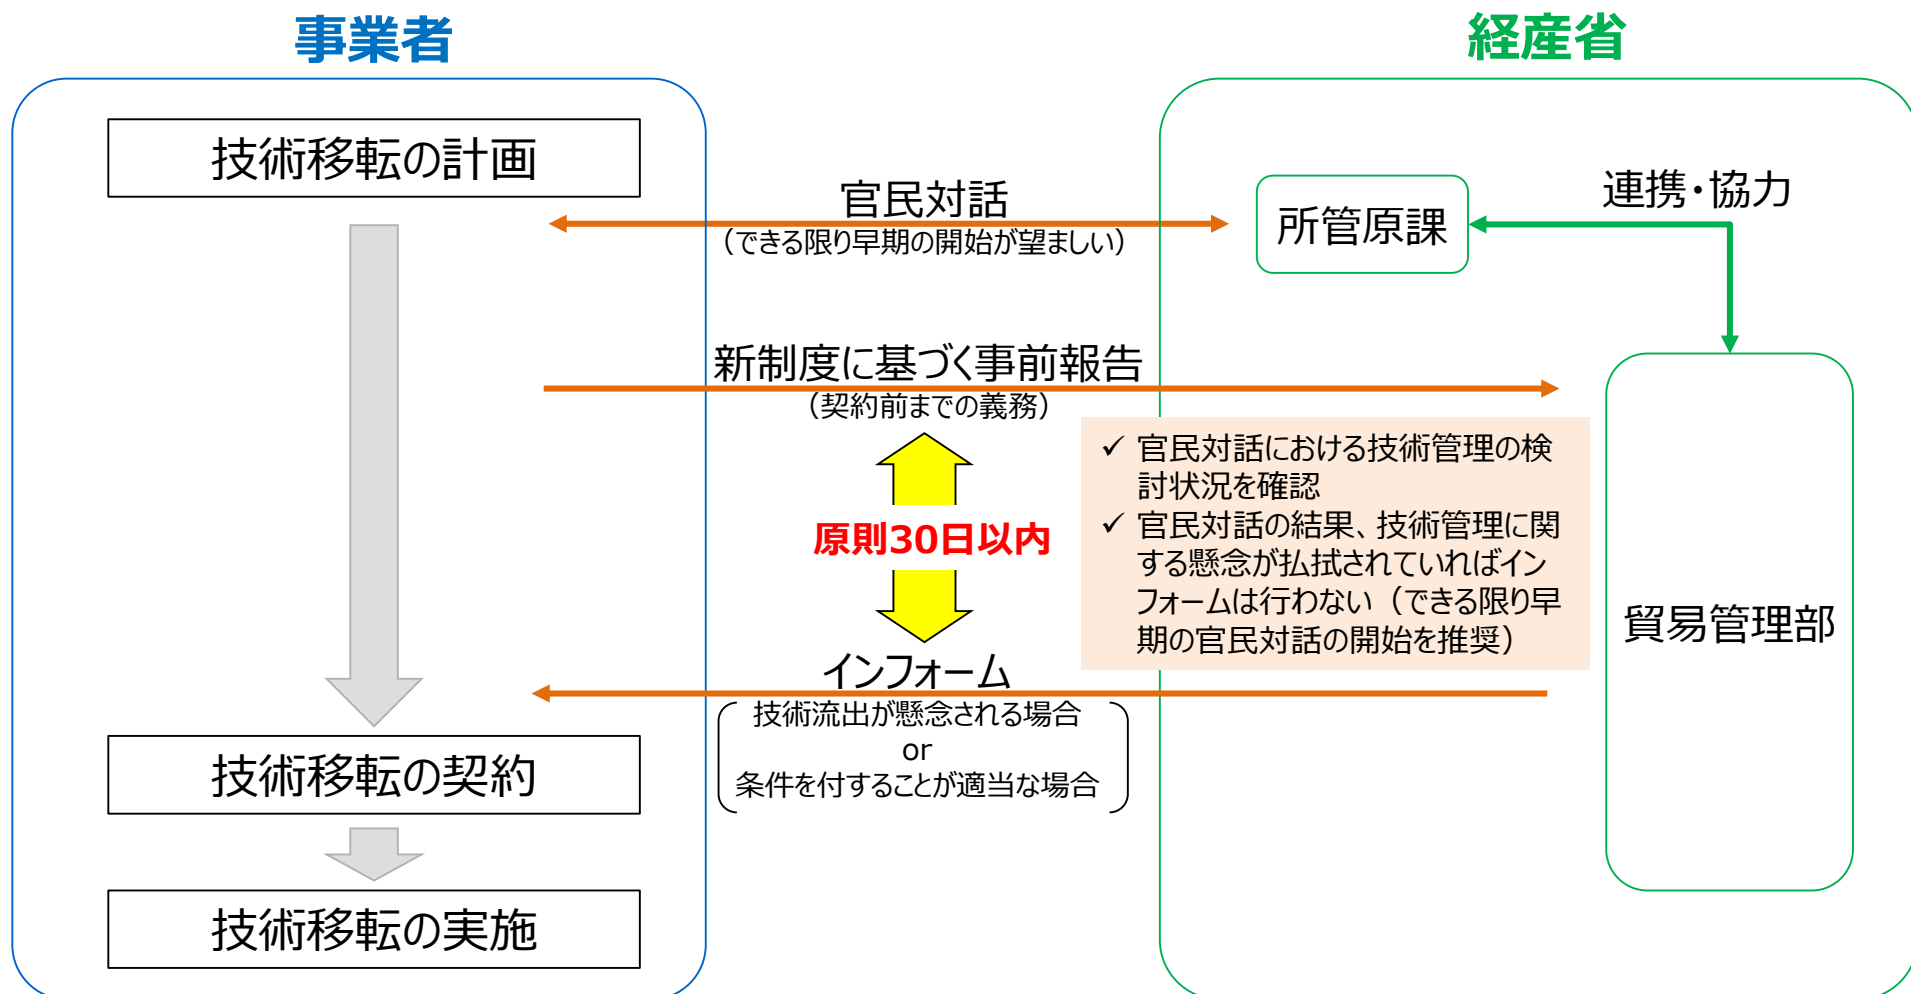 事業者
経産省
技術移転の計画
官民対話
（できる限り早期の開始が望ましい）
所管原課
連携・協力
新制度に基づく事前報告
（契約前までの義務）
✓ 官民対話における技術管理の検
討状況を確認
✓ 官民対話の結果、技術管理に関
する懸念が払拭されていればイン
フォームは行わない（できる限り早
期の官民対話の開始を推奨）
原則30日以内
貿易管理部
インフォーム
技術流出が懸念される場合
or
条件を付することが適当な場合
技術移転の契約
技術移転の実施